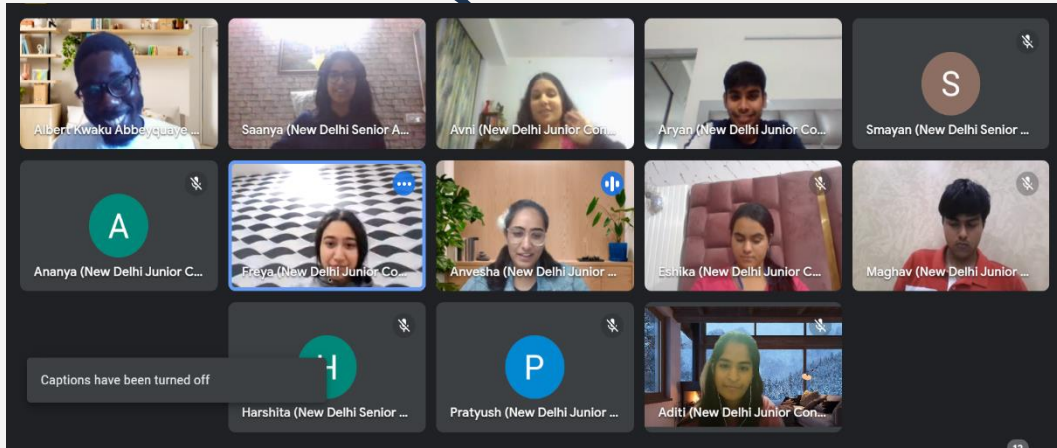 Albert Kwaku Abbeyquaye ...
Saanya (New Delhi Senior A...
Avni (New Delhi Junior Con...
Aryan (New Delhi Junior Co...
S
Smayan (New Delhi Senior ...
A
Ananya (New Delhi Junior C...
Freya (New Delhi Junior Co...
Anvesha (New Delhi Junior ...
Eshika (New Delhi Junior C...
Maghav (New Delhi Junior ...
Captions have been turned off
H
Harshita (New Delhi Senior ...
P
Pratyush (New Delhi Junior ...
Aditi (New Delhi Junior Con...